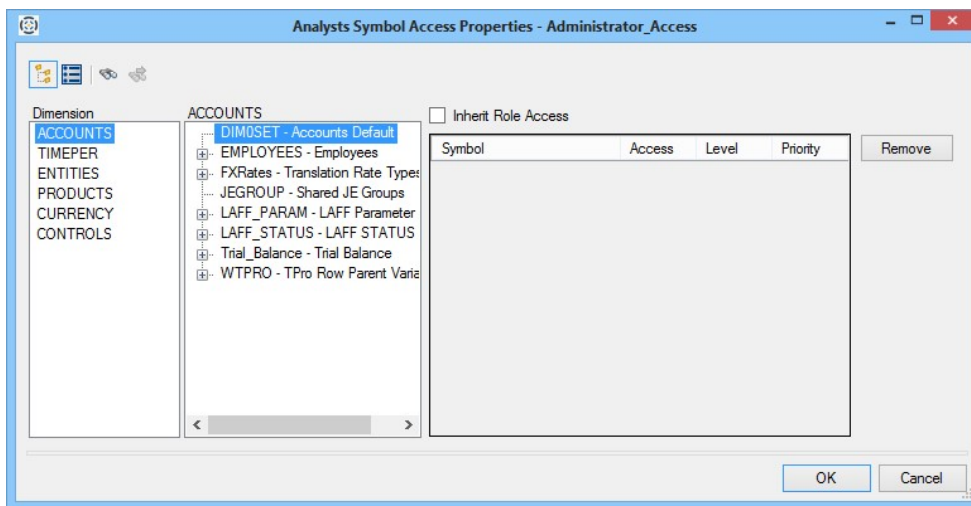 Analysts Symbol Access Properties - Administrator_Access
Dimension
ACCOUNTS
TIMEPER
ENTITIES
PRODUCTS
CURRENCY
CONTROLS
ACCOUNTS
DIM0SET - Accounts Default
EMPLOYEES - Employees
FXRates - Translation Rate Types
JEGROUP - Shared JE Groups
LAFF_PARAM - LAFF Parameter
LAFF_STATUS - LAFF STATUS
Trial_Balance - Trial Balance
WTPRO - TPro Row Parent Varia
Inherit Role Access
Symbol Access Level Priority
Remove
OK Cancel